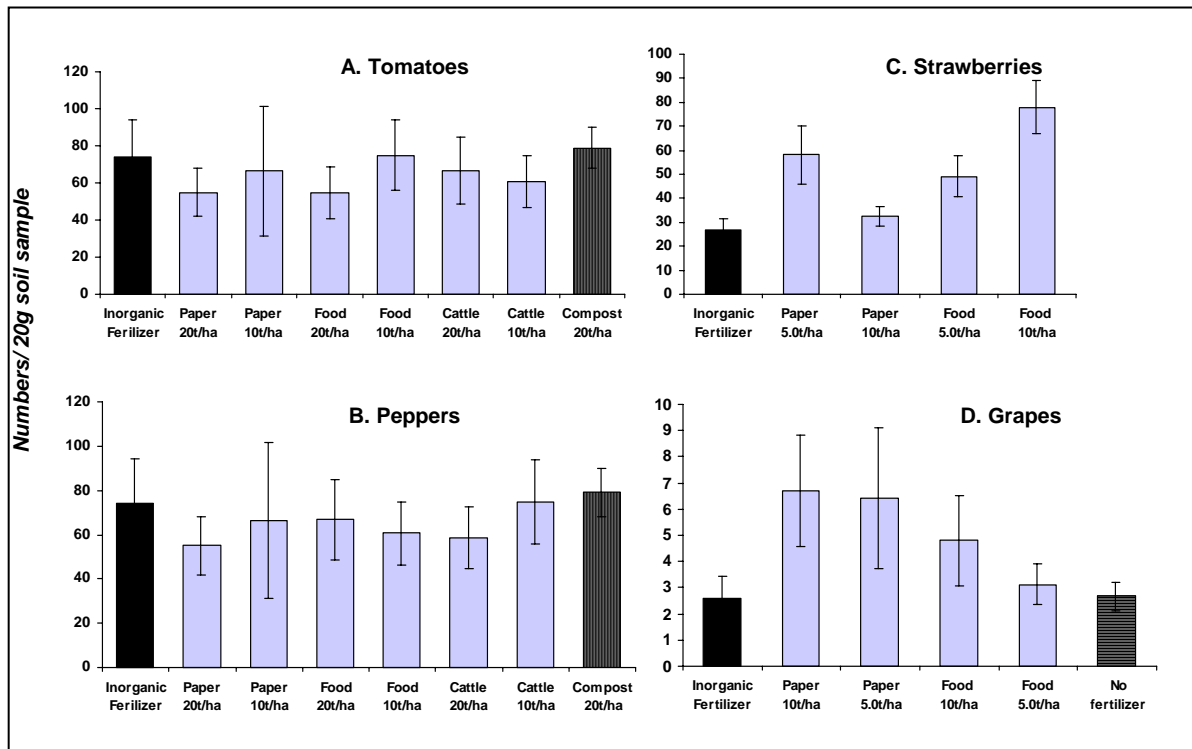 Numbers/ 20g soil sample
A. Tomatoes
120
100
80
60
40
20
0
Inorganic Paper Paper Food Food Cattle Cattle Compost
Ferilizer 20t/ha 10t/ha 20t/ha 10t/ha 20t/ha 10t/ha 20t/ha
C. Strawberries
100
90
80
70
60
50
40
30
20
10
0
Inorganic Paper Paper Food Food
Fertilizer 5.0t/ha 10t/ha 5.0t/ha 10t/ha
B. Peppers
120
100
80
60
40
20
0
Inorganic Paper Paper Food Food Cattle Cattle Compost
Ferilizer 20t/ha 10t/ha 20t/ha 10t/ha 20t/ha 10t/ha 20t/ha
D. Grapes
10
9
8
7
6
5
4
3
2
1
0
Inorganic Paper Paper Food Food No
Fertilizer 10t/ha 5.0t/ha 10t/ha 5.0t/ha fertilizer